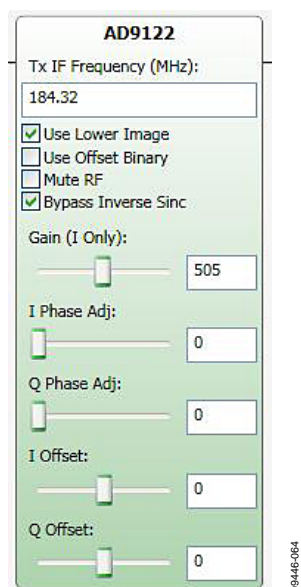 AD9122
Tx IF Frequency (MHz):
184.32
Use Lower Image
Use Offset Binary
Mute RF
Bypass Inverse Sinc
Gain (I Only):
505
I Phase Adj:
0
Q Phase Adj:
0
I Offset:
0
Q Offset:
0
9446-064